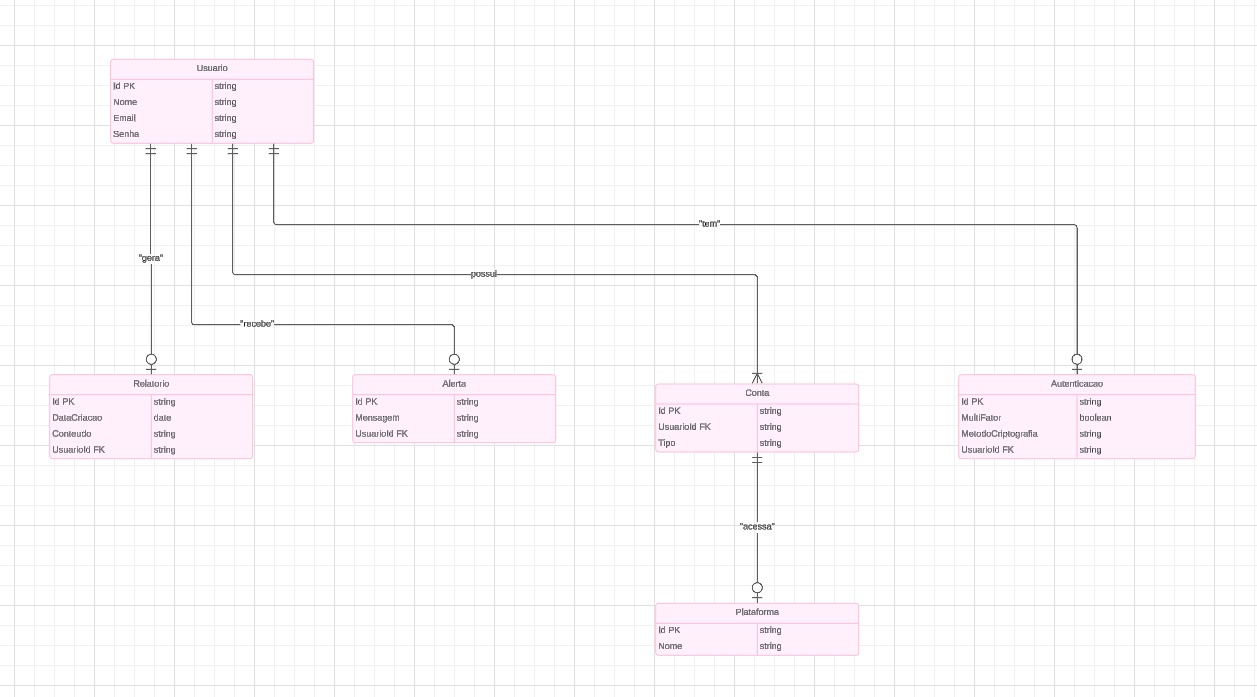 Usuario
Id PK string
Nome string
Email string
Senha string
"tem"
"gera"
possui
"recebe"
Relatorio
Id PK string
DataCriacao date
Conteudo string
UsuarioId FK string
Alerta
Id PK string
Mensagem string
UsuarioId FK string
Conta
Id PK string
UsuarioId FK string
Tipo string
Autenticacao
Id PK string
MultiFator boolean
MetodoCriptografia string
UsuarioId FK string
"acessa"
Plataforma
Id PK string
Nome string